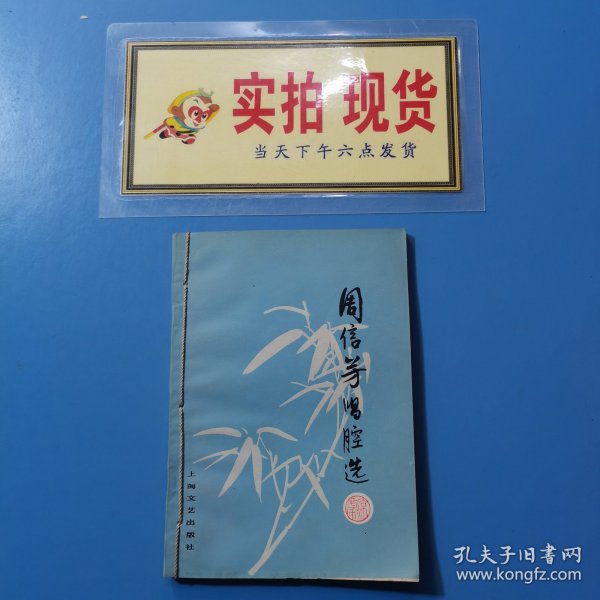 实拍 现货
当天下午六点发货
周信芳唱腔选
上海文艺出版社
孔夫子旧书网
www.kongfz.com